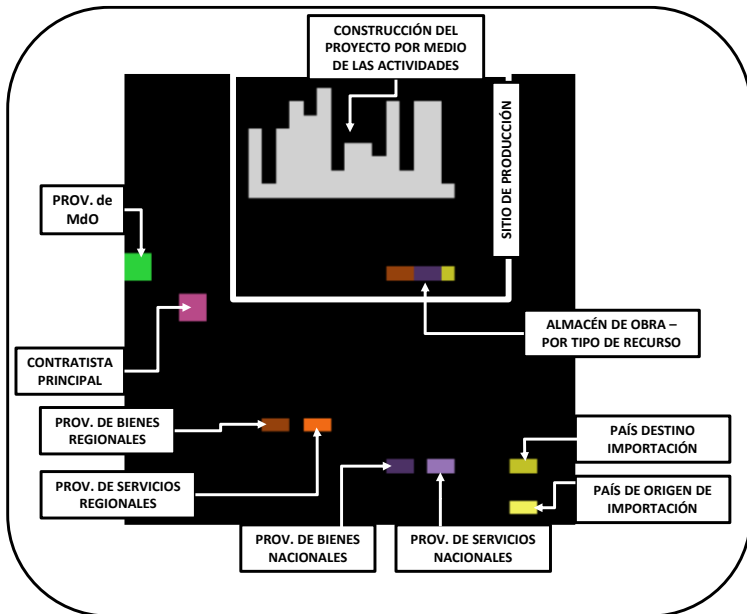 CONSTRUCCIÓN DEL
PROYECTO POR MEDIO
DE LAS ACTIVIDADES
SITIO DE PRODUCCIÓN
PROV. de
MdO
ALMACÉN DE OBRA –
POR TIPO DE RECURSO
CONTRATISTA
PRINCIPAL
PROV. DE BIENES
REGIONALES
PAÍS DESTINO
IMPORTACIÓN
PROV. DE SERVICIOS
REGIONALES
PAÍS DE ORIGEN DE
IMPORTACIÓN
PROV. DE BIENES
NACIONALES
PROV. DE SERVICIOS
NACIONALES